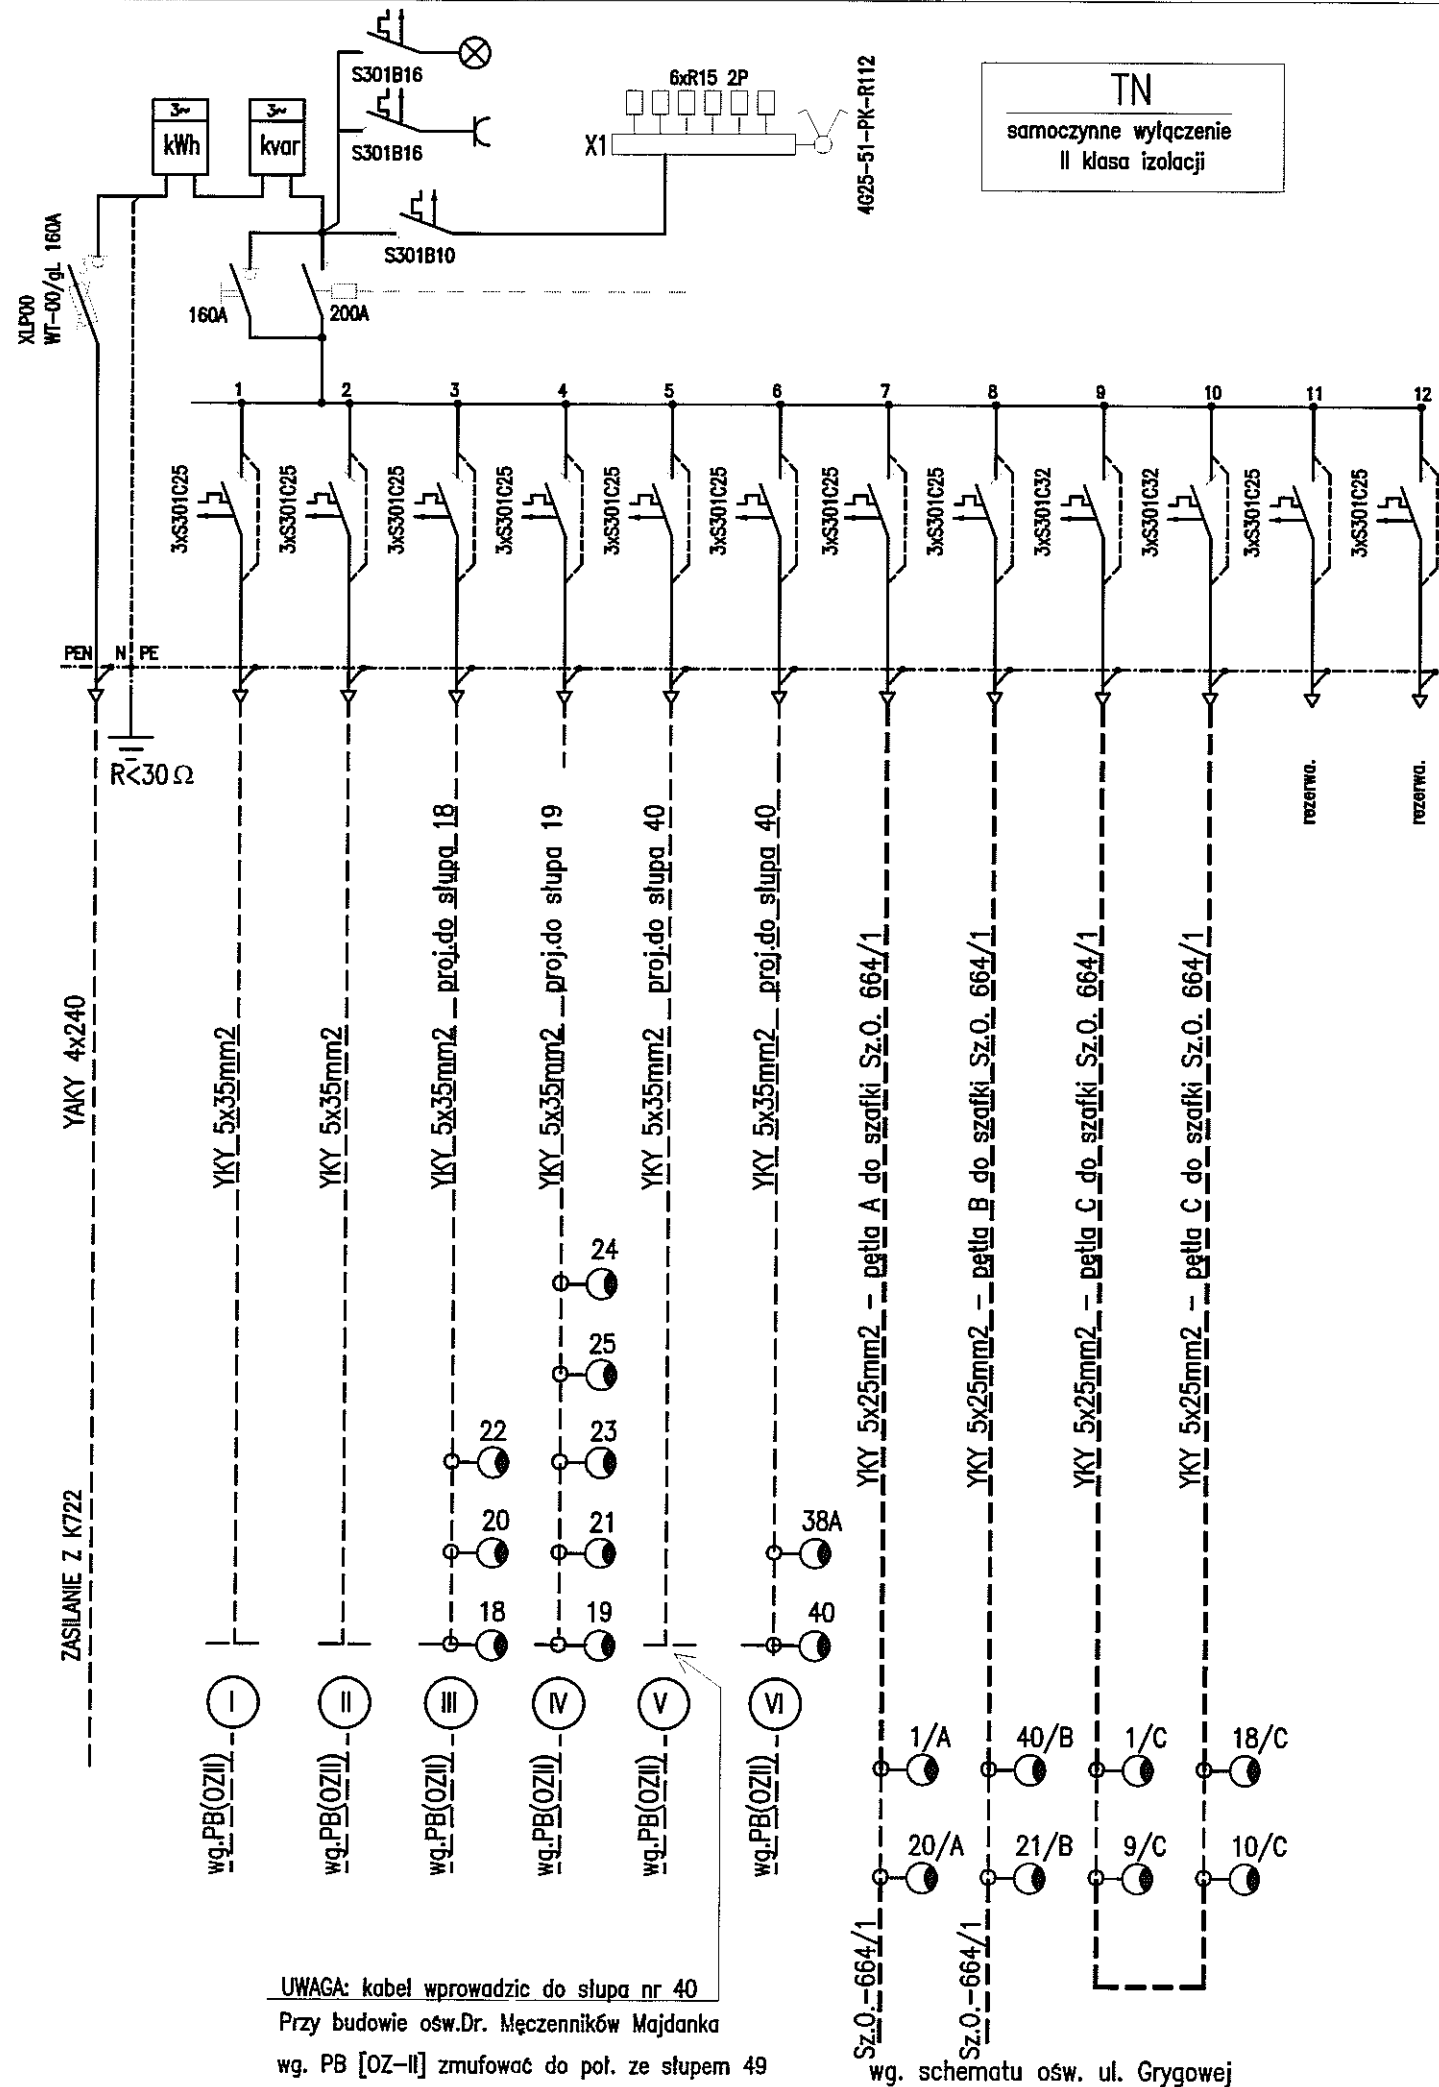 S301B16
S301B16
S301B10
3~
kWh
3~
kvar
6xR15 2P
X1
4G25-51-PK-R112
TN
samoczynne wyłączenie
II klasa izolacji
XLP00
WT-00/gL 160A
160A
200A
1 2 3 4 5 6 7 8 9 10 11 12
3xS301C25
3xS301C25
3xS301C25
3xS301C25
3xS301C25
3xS301C25
3xS301C25
3xS301C25
3xS301C32
3xS301C32
3xS301C25
3xS301C25
PEN N PE
R<30Ω
YAKY 4x240
ZASILANIE Z K722
YKY 5x35mm2
YKY 5x35mm2
YKY 5x35mm2 proj.do słupa 18
YKY 5x35mm2 proj.do słupa 19
YKY 5x35mm2 proj.do słupa 40
YKY 5x35mm2 proj.do słupa 40
YKY 5x25mm2 – pętla A do szafki Sz.O. 664/1
YKY 5x25mm2 – pętla B do szafki Sz.O. 664/1
YKY 5x25mm2 – pętla C do szafki Sz.O. 664/1
YKY 5x25mm2 – pętla C do szafki Sz.O. 664/1
rezerwa.
rezerwa.
24
25
22
23
20
21
38A
18
19
40
I II III IV V VI
wg.PB(OZII)
wg.PB(OZII)
wg.PB(OZII)
wg.PB(OZII)
wg.PB(OZII)
wg.PB(OZII)
1/A
40/B
1/C
18/C
20/A
21/B
9/C
10/C
Sz.O.-664/1
Sz.O.-664/1
UWAGA: kabel wprowadzic do słupa nr 40
Przy budowie ośw.Dr. Męczenników Majdanka
wg. PB [OZ-II] zmufować do poł. ze słupem 49
wg. schematu ośw. ul. Grygowej